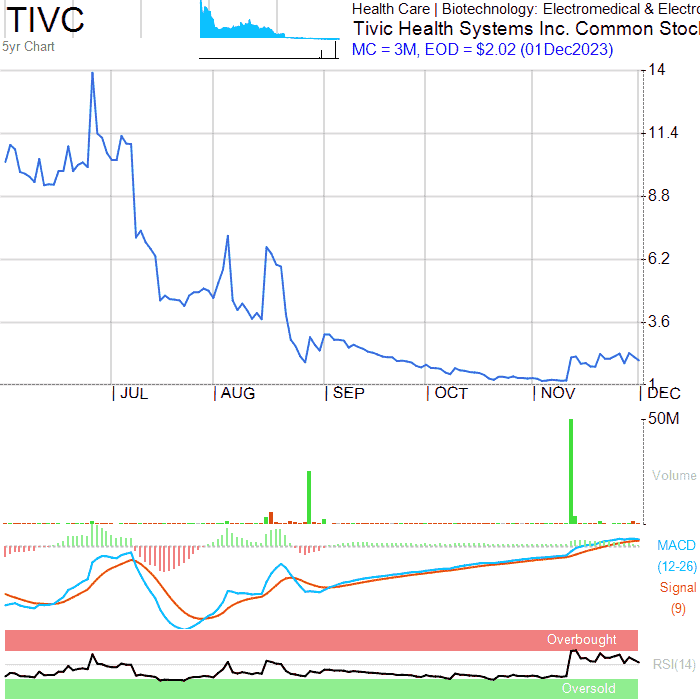 TIVC
5yr Chart
Health Care | Biotechnology: Electromedical & Electro
Tivic Health Systems Inc. Common Stoc
MC = 3M, EOD = $2.02 (01Dec2023)
14
11.4
8.8
6.2
3.6
1
| JUL | AUG | SEP | OCT | NOV | DEC
50M
Volume
MACD
(12-26)
Signal
(9)
Overbought
RSI(14)
Oversold